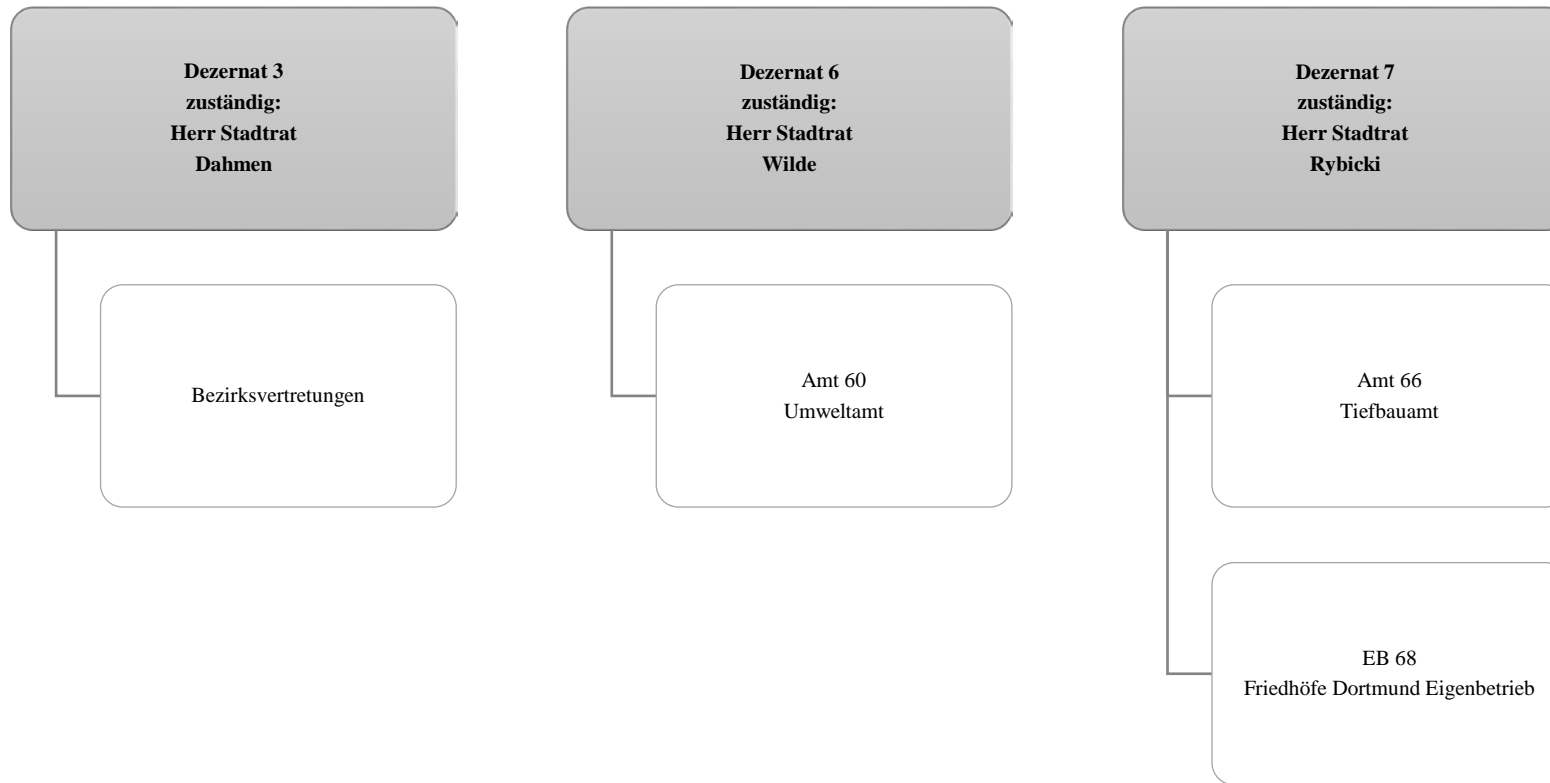 Dezernat 3
zuständig:
Herr Stadtrat
Dahmen
Bezirksvertretungen
Dezernat 6
zuständig:
Herr Stadtrat
Wilde
Amt 60
Umweltamt
Dezernat 7
zuständig:
Herr Stadtrat
Rybicki
Amt 66
Tiefbauamt
EB 68
Friedhöfe Dortmund Eigenbetrieb